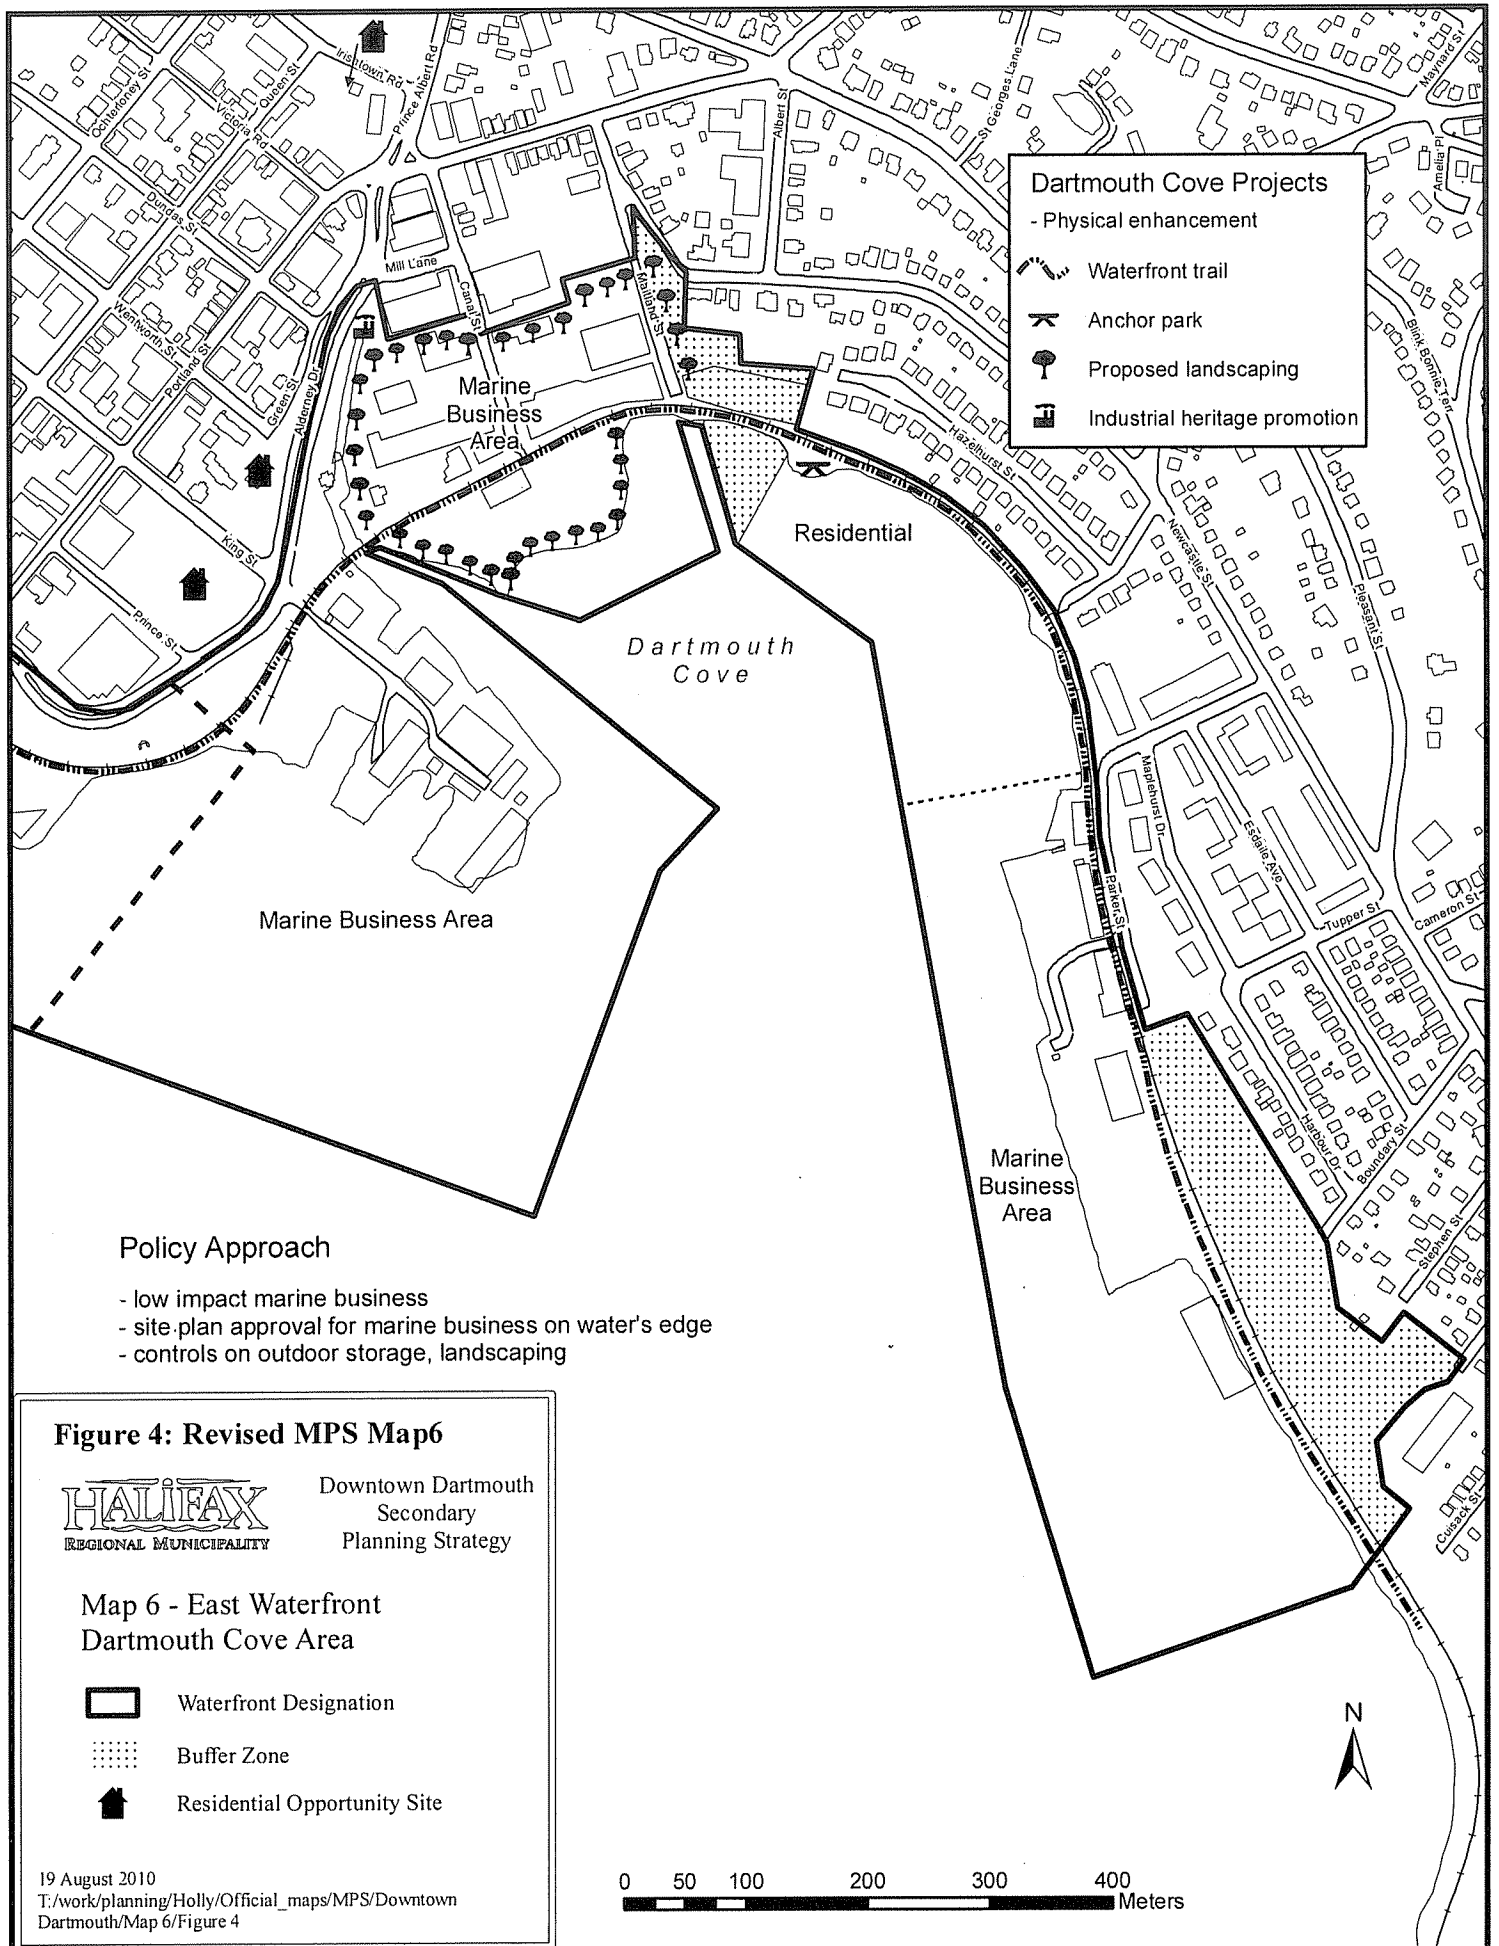 Ochterloney St
Queen St
Irishtown Rd
Prince Albert Rd
Victoria Rd
Dundas St
Wentworth St
Portland St
Green St
Alderney Dr
King St
Prince St
Mill Lane
Canal St
Maitland St
Albert St
St Georges Lane
Maynard St
Amelia Pl
Blink Bonnie Terr
Hazelhurst St
Newcastle St
Pleasant St
Maplehurst Dr
Esdaile Ave
Parker St
Tupper St
Cameron St
Harbour Dr
Boundary St
Stephen St
Cuisack St
Dartmouth Cove Projects
- Physical enhancement
Waterfront trail
Anchor park
Proposed landscaping
Industrial heritage promotion
Marine
Business
Area
Residential
Dartmouth
Cove
Marine Business Area
Marine
Business
Area
Policy Approach
- low impact marine business
- site plan approval for marine business on water's edge
- controls on outdoor storage, landscaping
Figure 4: Revised MPS Map6
HALIFAX
REGIONAL MUNICIPALITY
Downtown Dartmouth
Secondary
Planning Strategy
Map 6 - East Waterfront
Dartmouth Cove Area
Waterfront Designation
Buffer Zone
Residential Opportunity Site
19 August 2010
T:/work/planning/Holly/Official_maps/MPS/Downtown
Dartmouth/Map 6/Figure 4
0 50 100 200 300 400
Meters
N